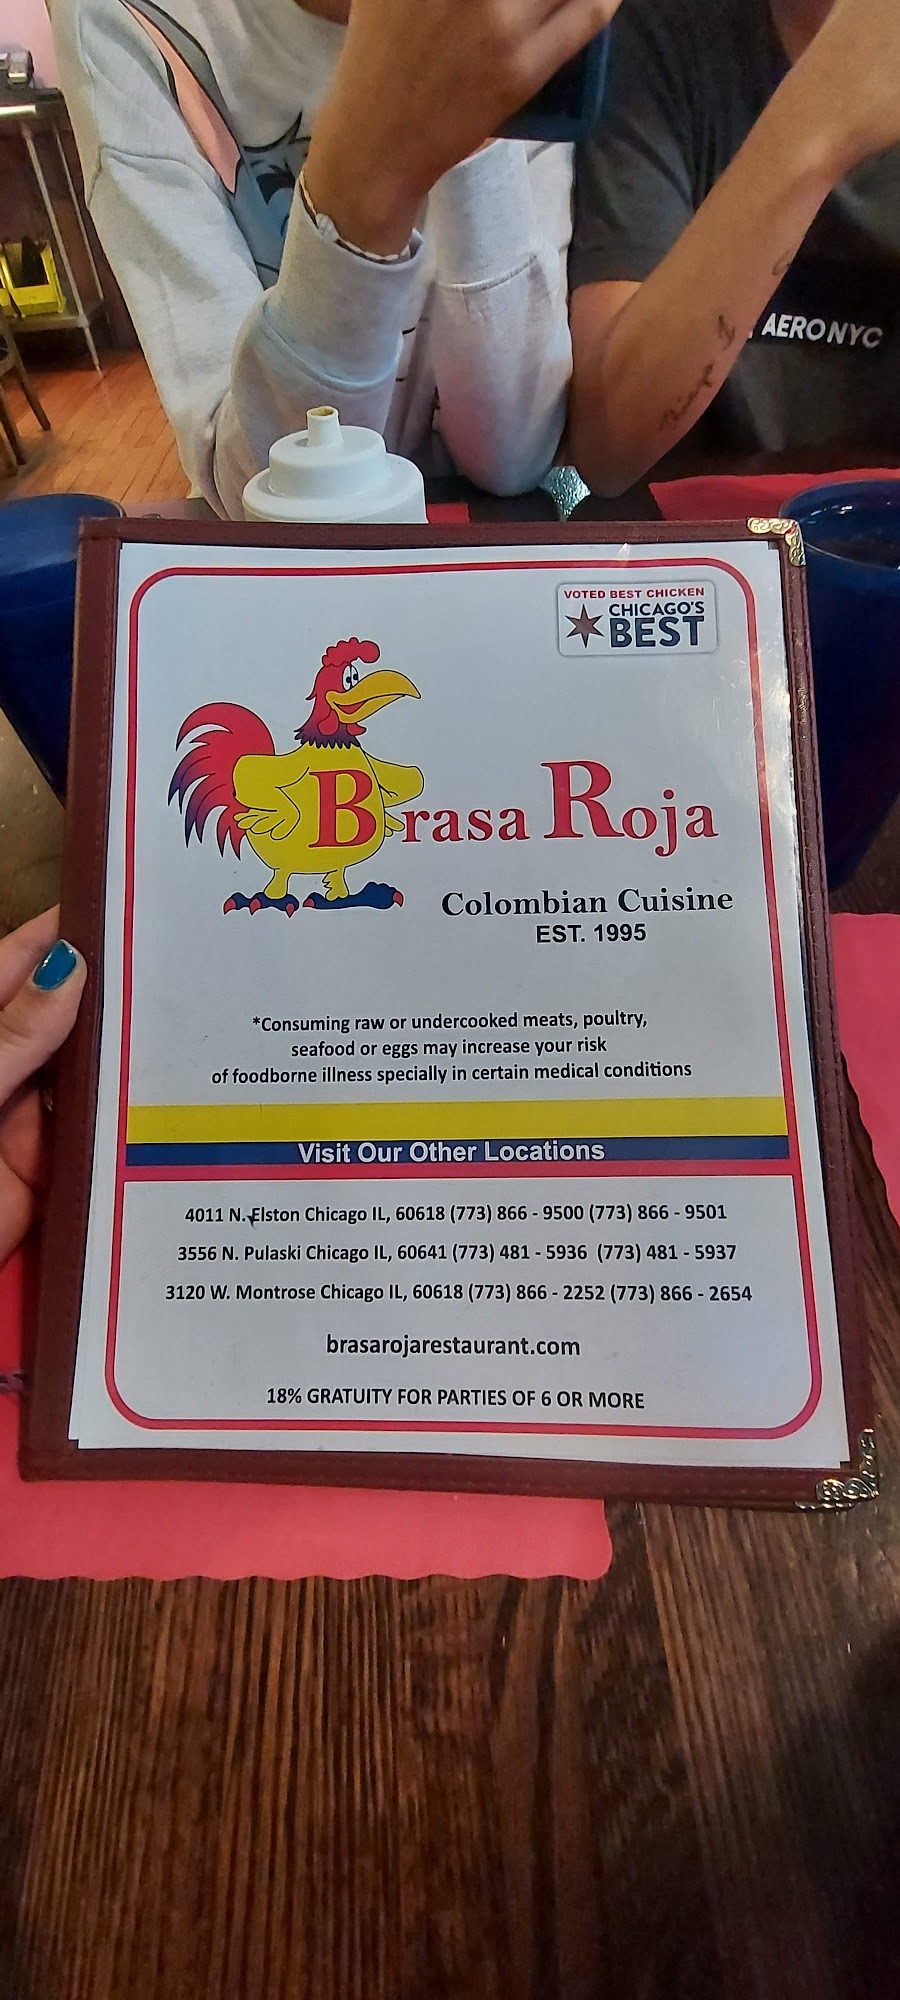 AERO NYC
VOTED BEST CHICKEN
CHICAGO'S
BEST
Brasa Roja
Colombian Cuisine
EST. 1995
*Consuming raw or undercooked meats, poultry,
seafood or eggs may increase your risk
of foodborne illness specially in certain medical conditions
Visit Our Other Locations
4011 N. Elston Chicago IL, 60618 (773) 866 - 9500 (773) 866 - 9501
3556 N. Pulaski Chicago IL, 60641 (773) 481 - 5936 (773) 481 - 5937
3120 W. Montrose Chicago IL, 60618 (773) 866 - 2252 (773) 866 - 2654
brasarojarestaurant.com
18% GRATUITY FOR PARTIES OF 6 OR MORE